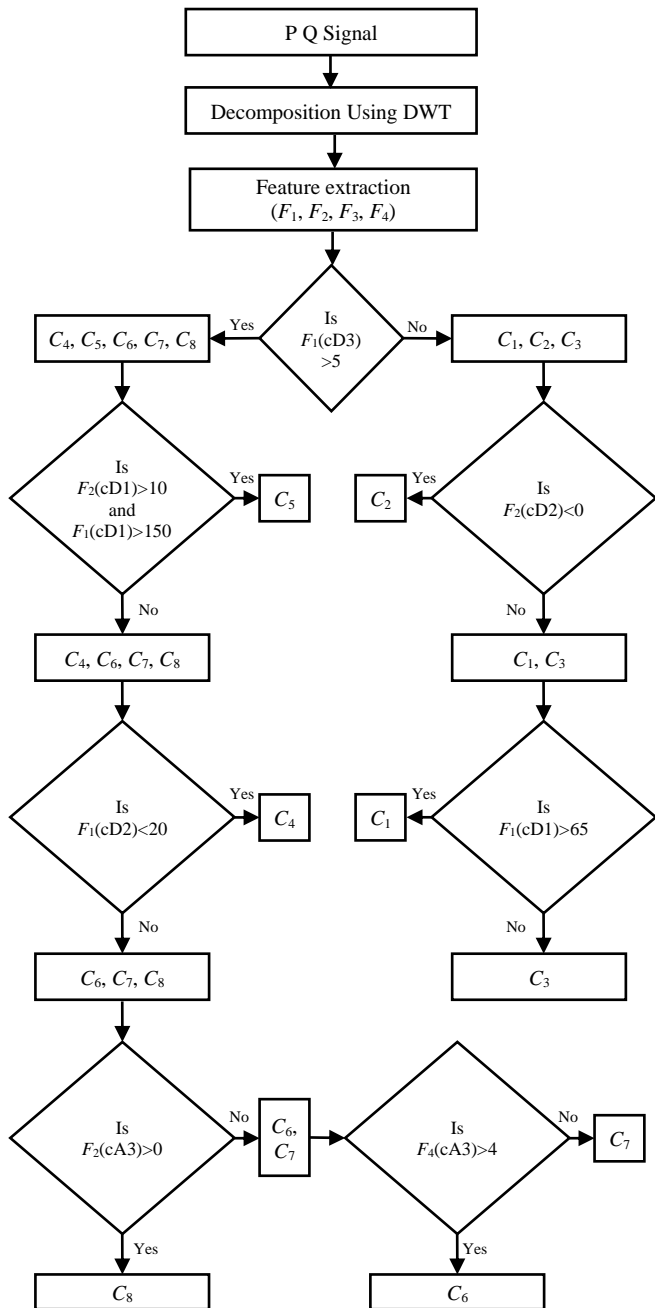 P Q Signal
Decomposition Using DWT
Feature extraction
(F₁, F₂, F₃, F₄)
Is
F₁(cD3)
>5
Yes
No
C₄, C₅, C₆, C₇, C₈
C₁, C₂, C₃
Is
F₂(cD1)>10
and
F₁(cD1)>150
Yes
C₅
No
C₂
Yes
Is
F₂(cD2)<0
No
C₄, C₆, C₇, C₈
C₁, C₃
Is
F₁(cD2)<20
Yes
C₄
No
C₁
Yes
Is
F₁(cD1)>65
No
C₆, C₇, C₈
C₃
Is
F₂(cA3)>0
No
C₆,
C₇
Yes
Is
F₄(cA3)>4
No
C₇
Yes
C₈
C₆